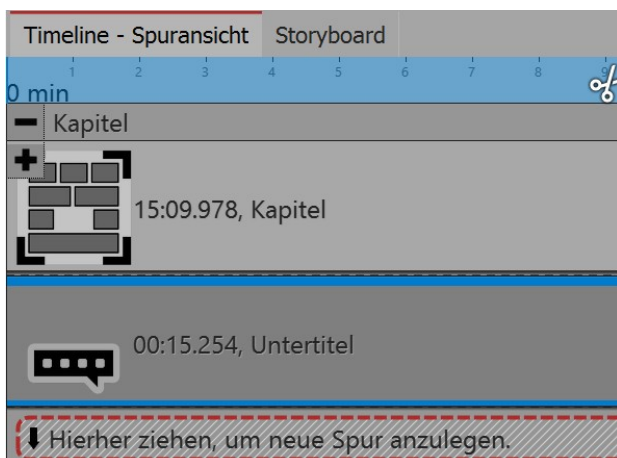 Timeline - Spuransicht Storyboard
1 2 3 4 5 6 7 8 9
0 min
Kapitel
15:09.978, Kapitel
00:15.254, Untertitel
Hierher ziehen, um neue Spur anzulegen.